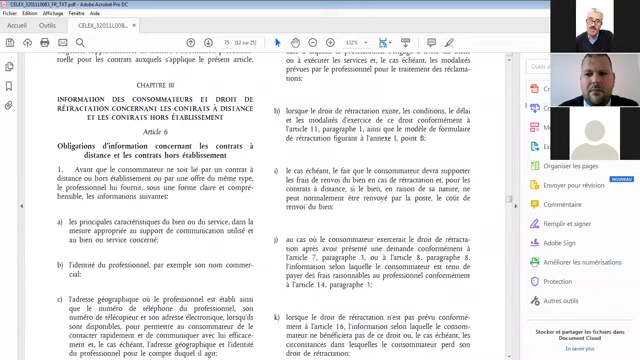 CELEX_32011L0083_FR_TXT.pdf - Adobe Acrobat Pro DC
Fichier Edition Affichage Fenêtre Aide
Accueil Outils CELEX_32011L0083_F...
75 (12 sur 25) 132%
tuelle pour les contrats auxquels s'applique le présent article.
CHAPITRE III
INFORMATION DES CONSOMMATEURS ET DROIT DE
RÉTRACTATION CONCERNANT LES CONTRATS À DISTANCE
ET LES CONTRATS HORS ÉTABLISSEMENT
Article 6
Obligations d'information concernant les contrats à
distance et les contrats hors établissement
1. Avant que le consommateur ne soit lié par un contrat à
distance ou hors établissement ou par une offre du même type,
le professionnel lui fournit, sous une forme claire et compré-
hensible, les informations suivantes:
a) les principales caractéristiques du bien ou du service, dans la
mesure appropriée au support de communication utilisé et
au bien ou service concerné;
b) l'identité du professionnel, par exemple son nom commer-
cial;
c) l'adresse géographique où le professionnel est établi ainsi
que le numéro de téléphone du professionnel, son
numéro de télécopieur et son adresse électronique, lorsqu'ils
sont disponibles, pour permettre au consommateur de le
contacter rapidement et de communiquer avec lui efficace-
ment et, le cas échéant, l'adresse géographique et l'identité
du professionnel pour le compte duquel il agit;
ou à exécuter les services et, le cas échéant, les modalités
prévues par le professionnel pour le traitement des réclama-
tions;
h) lorsque le droit de rétractation existe, les conditions, le délai
et les modalités d'exercice de ce droit conformément à
l'article 11, paragraphe 1, ainsi que le modèle de formulaire
de rétractation figurant à l'annexe I, point B;
i) le cas échéant, le fait que le consommateur devra supporter
les frais de renvoi du bien en cas de rétractation et, pour les
contrats à distance, si le bien, en raison de sa nature, ne
peut normalement être renvoyé par la poste, le coût de
renvoi du bien;
j) au cas où le consommateur exercerait le droit de rétracta-
tion après avoir présenté une demande conformément à
l'article 7, paragraphe 3, ou à l'article 8, paragraphe 8,
l'information selon laquelle le consommateur est tenu de
payer des frais raisonnables au professionnel conformément à
l'article 14, paragraphe 3;
k) lorsque le droit de rétractation n'est pas prévu conformé-
ment à l'article 16, l'information selon laquelle le consom-
mateur ne bénéficiera pas de ce droit ou, le cas échéant, les
circonstances dans lesquelles le consommateur perd son
droit de rétractation;
Organiser les pages
NOUVEAU
Envoyer pour révision
Commentaire
Remplir et signer
Adobe Sign
Améliorer les numérisations
Protection
Autres outils
Stocker et partager les fichiers dans
Document Cloud
En savoir plus